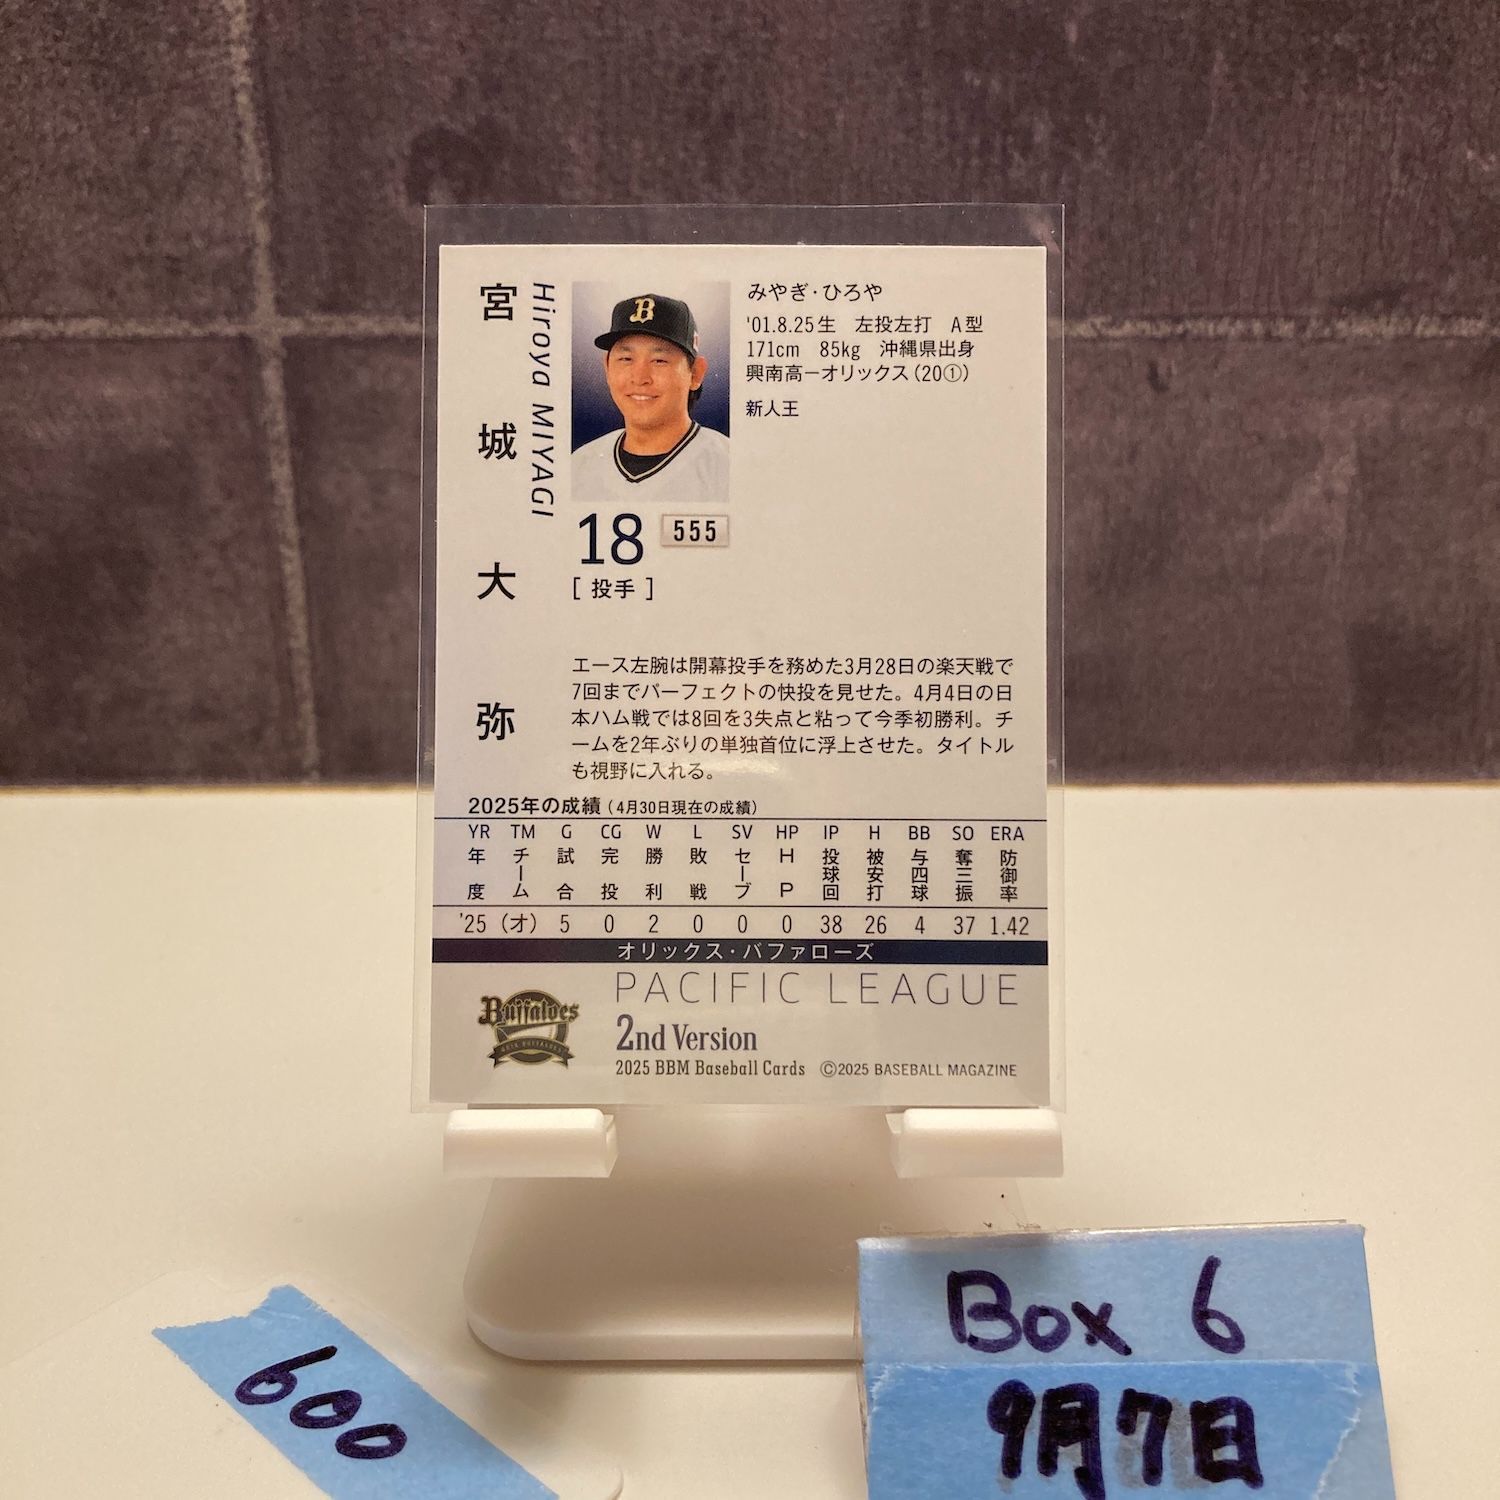 宮城大弥
Hiroya MIYAGI
B
みやぎ・ひろや
'01.8.25生 左投左打 A型
171cm 85kg 沖縄県出身
興南高ーオリックス(20①)
新人王
18
555
[投手]
エース左腕は開幕投手を務めた3月28日の楽天戦で
7回までパーフェクトの快投を見せた。4月4日の日
本ハム戦では8回を3失点と粘って今季初勝利。チ
ームを2年ぶりの単独首位に浮上させた。タイトル
も視野に入れる。
2025年の成績(4月30日現在の成績)
YR TM G CG W L SV HP IP H BB SO ERA
年度 チーム 試合 完投 勝利 敗戦 セーブ HP 投球回 被安打 与四球 奪三振 防御率
'25 (オ) 5 0 2 0 0 0 38 26 4 37 1.42
オリックス・バファローズ
PACIFIC LEAGUE
Buffaloes
ORIX BUFFALOES
2nd Version
2025 BBM Baseball Cards ©2025 BASEBALL MAGAZINE
Box 6
9月7日
600